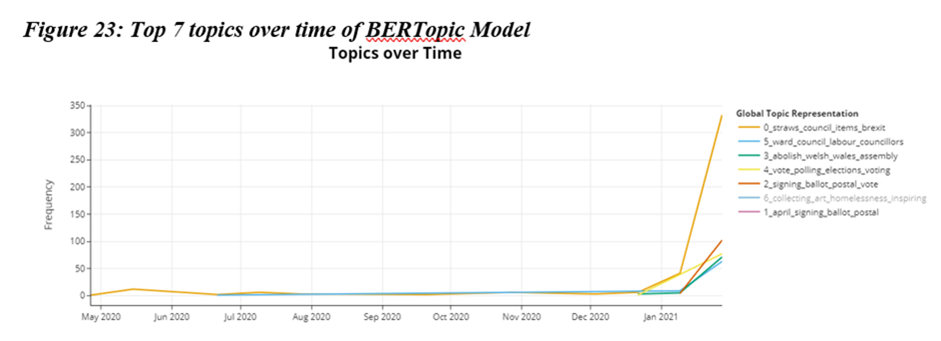 Figure 23: Top 7 topics over time of BERTopic Model
Topics over Time
Global Topic Representation
0_straws_council_items_brexit
5_ward_council_labour_councillors
3_abolish_welsh_wales_assembly
4_vote_polling_elections_voting
2_signing_ballot_postal_vote
6_collecting_art_homelessness_inspiring
1_april_signing_ballot_postal
Frequency
350
300
250
200
150
100
50
0
May 2020 Jun 2020 Jul 2020 Aug 2020 Sep 2020 Oct 2020 Nov 2020 Dec 2020 Jan 2021